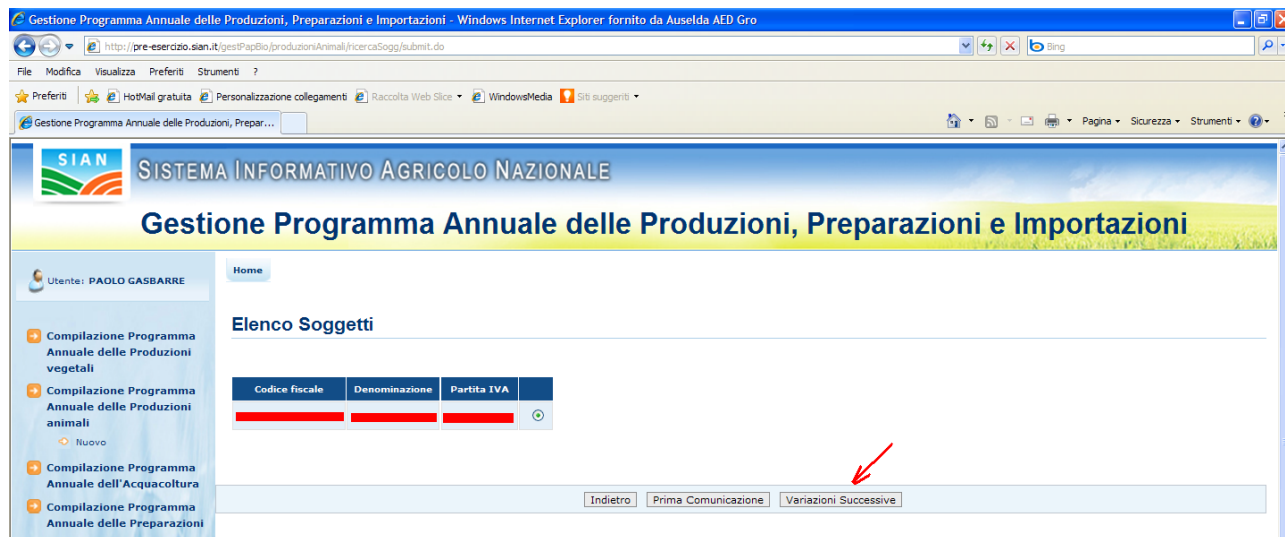 Gestione Programma Annuale delle Produzioni, Preparazioni e Importazioni - Windows Internet Explorer fornito da Auselda AED Gro
http://pre-esercizio.sian.it/gestPapBio/produzioniAnimali/ricercaSogg/submit.do
Bing
File Modifica Visualizza Preferiti Strumenti ?
Preferiti HotMail gratuita Personalizzazione collegamenti Raccolta Web Slice WindowsMedia Siti suggeriti
Gestione Programma Annuale delle Produzioni, Prepar...
Pagina Sicurezza Strumenti
SIAN
SISTEMA INFORMATIVO AGRICOLO NAZIONALE
Gestione Programma Annuale delle Produzioni, Preparazioni e Importazioni
Utente: PAOLO GASBARRE
Home
Elenco Soggetti
Compilazione Programma
Annuale delle Produzioni
vegetali
Compilazione Programma
Annuale delle Produzioni
animali
Nuovo
Compilazione Programma
Annuale dell'Acquacoltura
Compilazione Programma
Annuale delle Preparazioni
Codice fiscale Denominazione Partita IVA
Indietro Prima Comunicazione Variazioni Successive